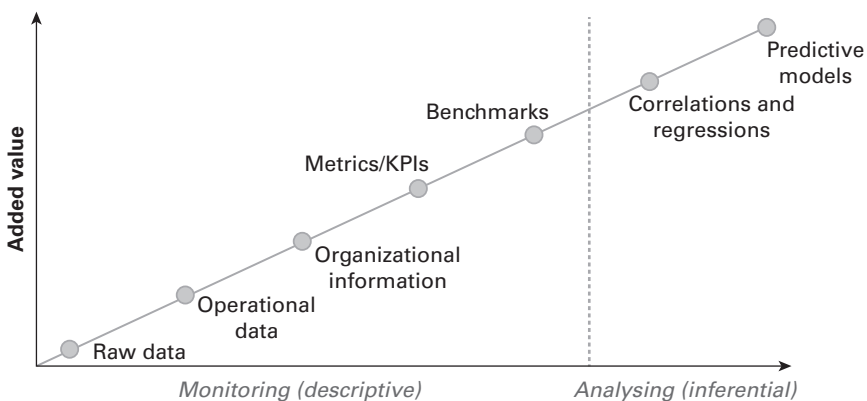 Added value
Predictive
models
Correlations and
regressions
Benchmarks
Metrics/KPIs
Organizational
information
Operational
data
Raw data
Monitoring (descriptive)
Analysing (inferential)